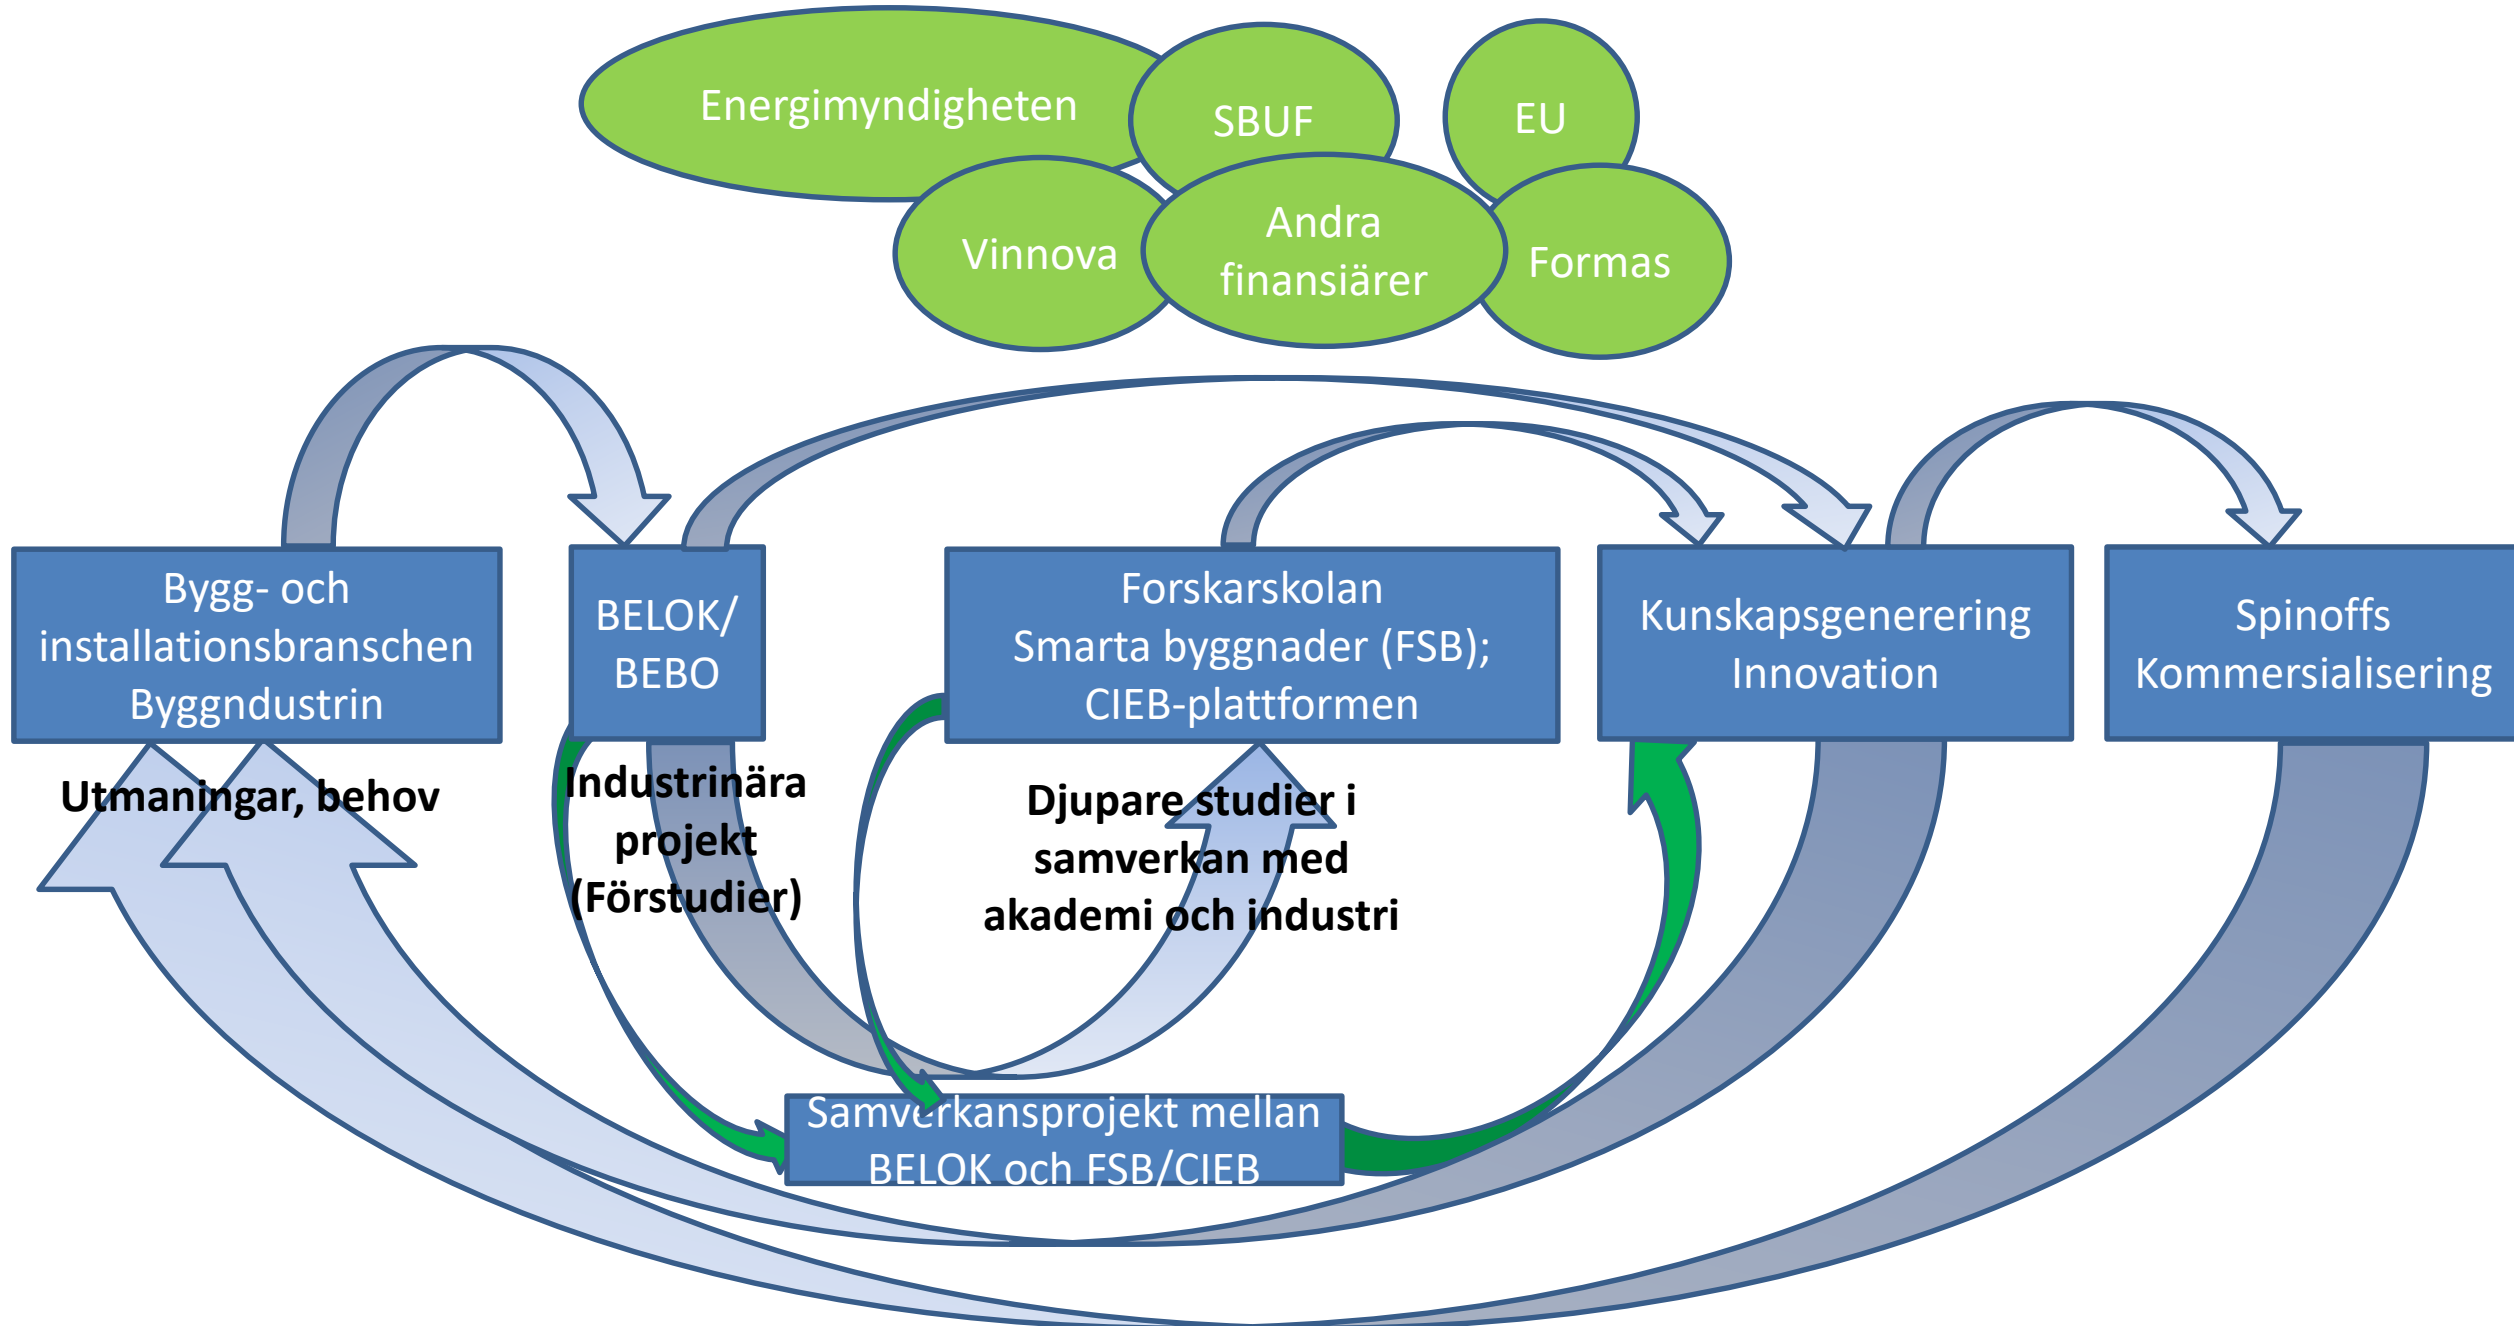 Energimyndigheten
SBUF
EU
Vinnova
Andra
finansiärer
Formas
Bygg- och
installationsbranschen
Byggndustrin
BELOK/
BEBO
Forskarskolan
Smarta byggnader (FSB);
CIEB-plattformen
Kunskapsgenerering
Innovation
Spinoffs
Kommersialisering
Utmaningar, behov
Industrinära
projekt
(Förstudier)
Djupare studier i
samverkan med
akademi och industri
Samverkansprojekt mellan
BELOK och FSB/CIEB